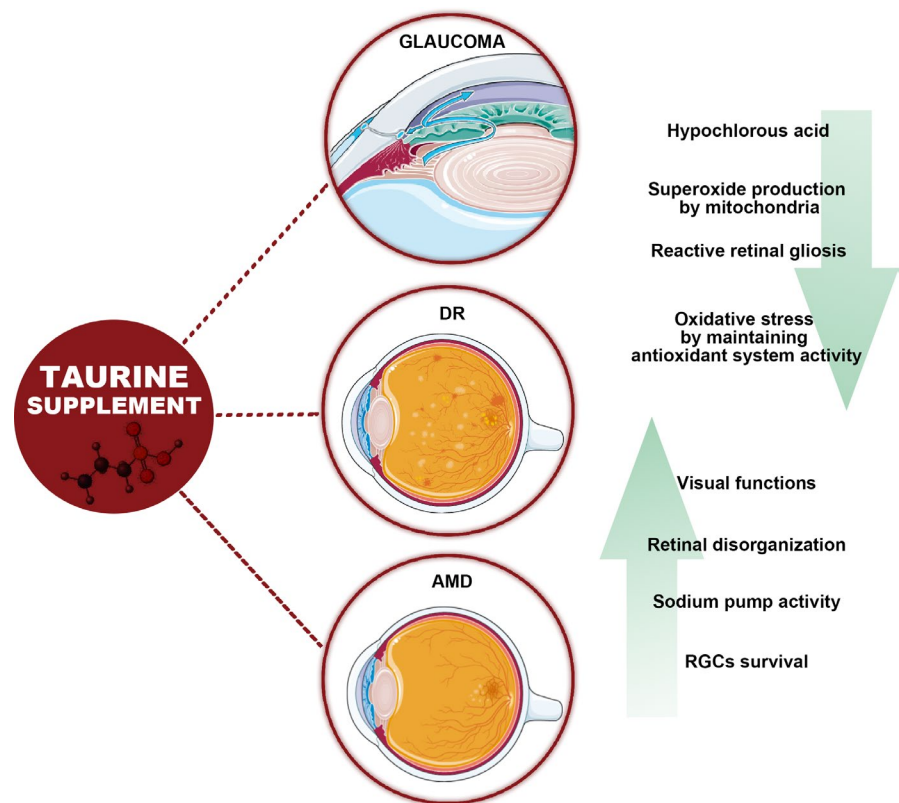 GLAUCOMA
Hypochlorous acid
Superoxide production
by mitochondria
Reactive retinal gliosis
Oxidative stress
by maintaining
antioxidant system activity
DR
TAURINE
SUPPLEMENT
Visual functions
Retinal disorganization
Sodium pump activity
RGCs survival
AMD